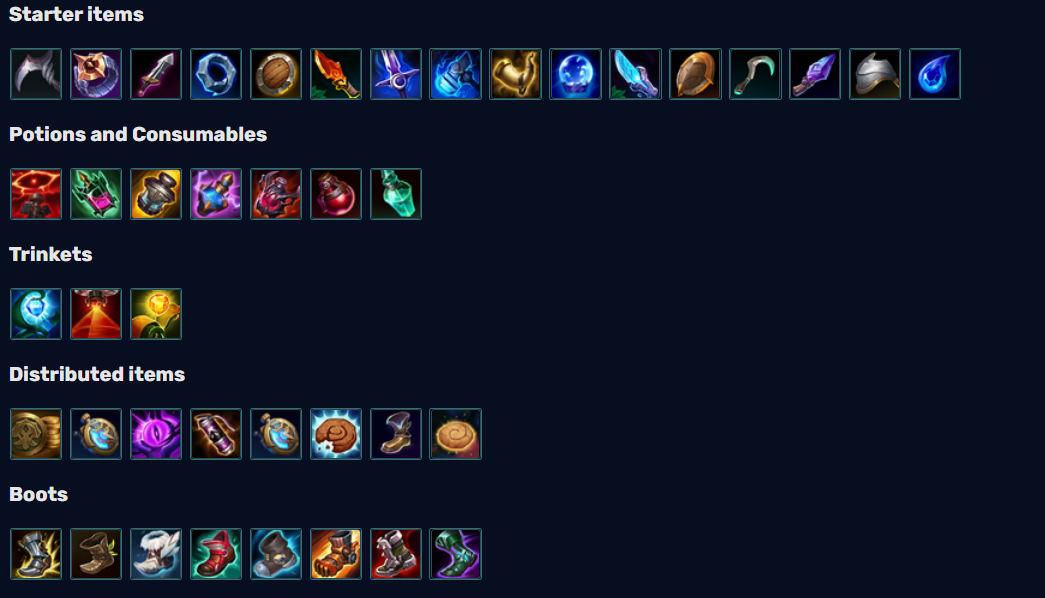 Starter items
Potions and Consumables
Trinkets
Distributed items
Boots